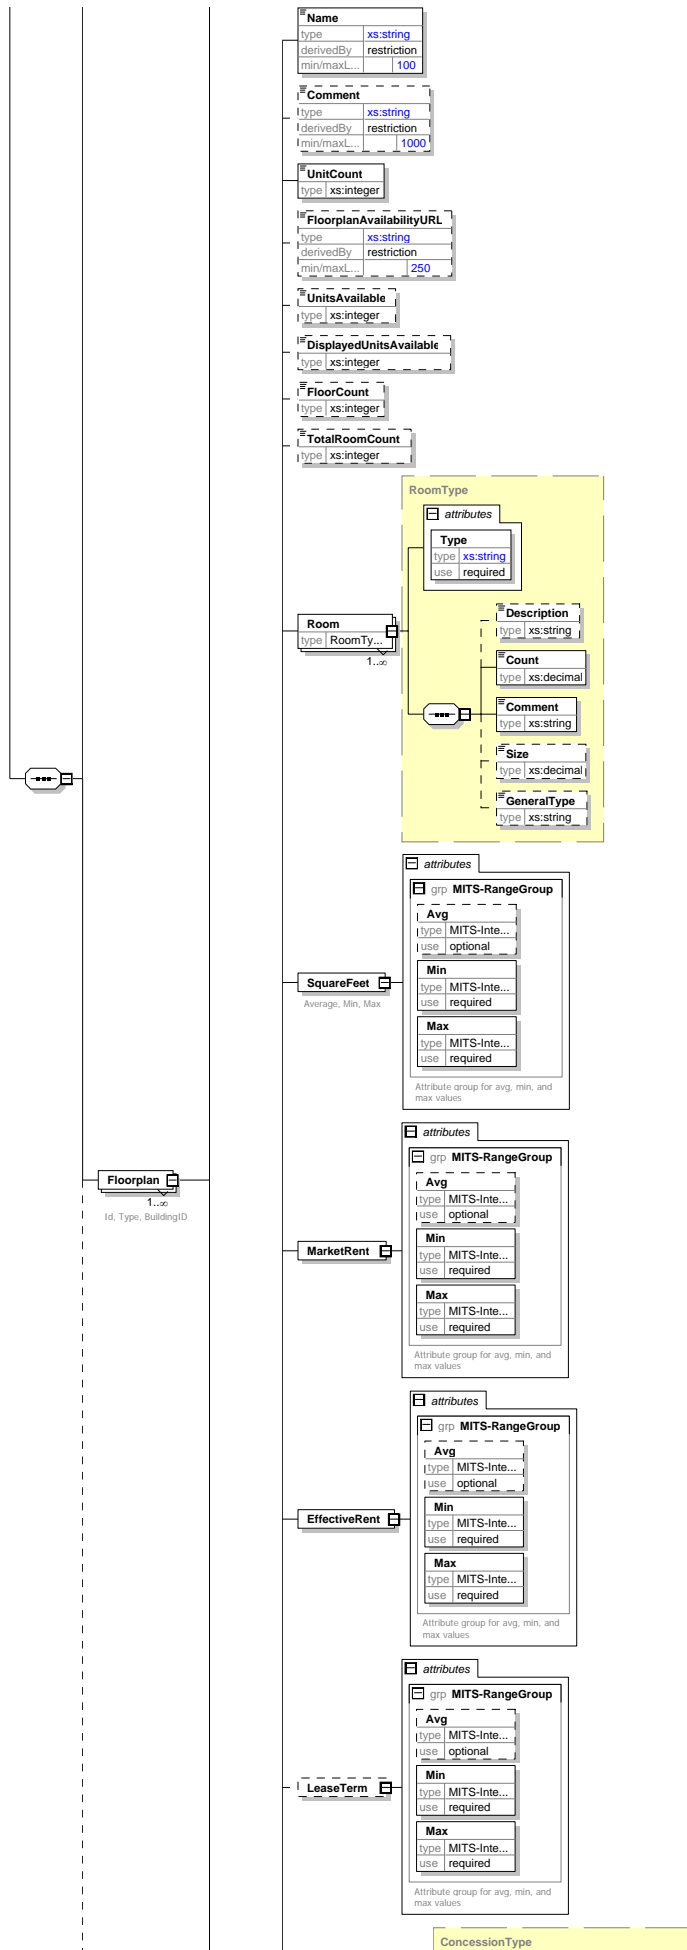 Name
type xs:string
derivedBy restriction
min/maxL... 100
Comment
type xs:string
derivedBy restriction
min/maxL... 1000
UnitCount
type xs:integer
FloorplanAvailabilityURL
type xs:string
derivedBy restriction
min/maxL... 250
UnitsAvailable
type xs:integer
DisplayedUnitsAvailable
type xs:integer
FloorCount
type xs:integer
TotalRoomCount
type xs:integer
RoomType
attributes
Type
type xs:string
use required
Room
type RoomTy...
1..∞
Description
type xs:string
Count
type xs:decimal
Comment
type xs:string
Size
type xs:decimal
GeneralType
type xs:string
attributes
grp MITS-RangeGroup
Avg
type MITS-Inte...
use optional
Min
type MITS-Inte...
use required
Max
type MITS-Inte...
use required
Attribute group for avg, min, and
max values
SquareFeet
Average, Min, Max
Floorplan
1..∞
Id, Type, BuildingID
attributes
grp MITS-RangeGroup
Avg
type MITS-Inte...
use optional
Min
type MITS-Inte...
use required
Max
type MITS-Inte...
use required
Attribute group for avg, min, and
max values
MarketRent
attributes
grp MITS-RangeGroup
Avg
type MITS-Inte...
use optional
Min
type MITS-Inte...
use required
Max
type MITS-Inte...
use required
Attribute group for avg, min, and
max values
EffectiveRent
attributes
grp MITS-RangeGroup
Avg
type MITS-Inte...
use optional
Min
type MITS-Inte...
use required
Max
type MITS-Inte...
use required
Attribute group for avg, min, and
max values
LeaseTerm
ConcessionType